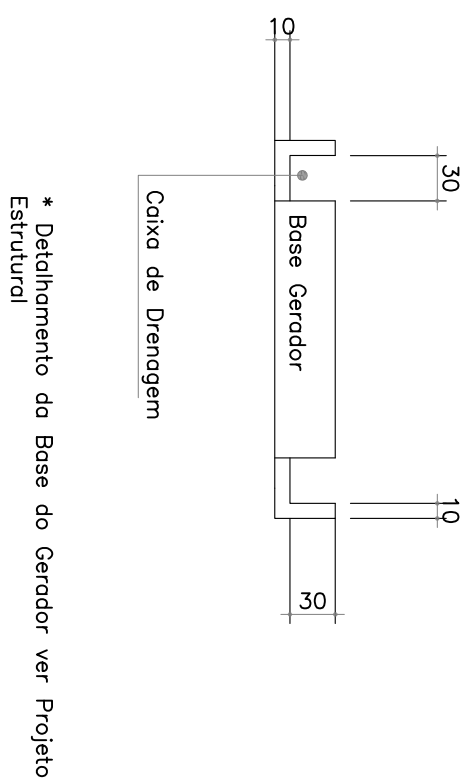 10
30
Base Gerador
10
30
Caixa de Drenagem
* Detalhamento da Base do Gerador ver Projeto
Estrutural